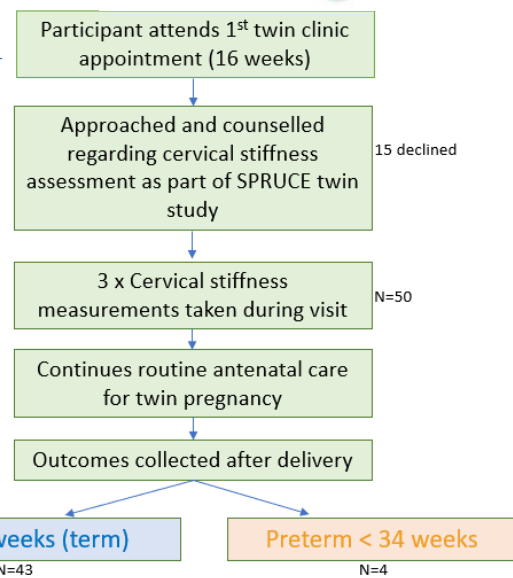 Participant attends 1st twin clinic
appointment (16 weeks)
Approached and counselled
regarding cervical stiffness
assessment as part of SPRUCE twin
study
15 declined
3 x Cervical stiffness
measurements taken during visit
N=50
Continues routine antenatal care
for twin pregnancy
Outcomes collected after delivery
weeks (term)
Preterm < 34 weeks
N=43
N=4